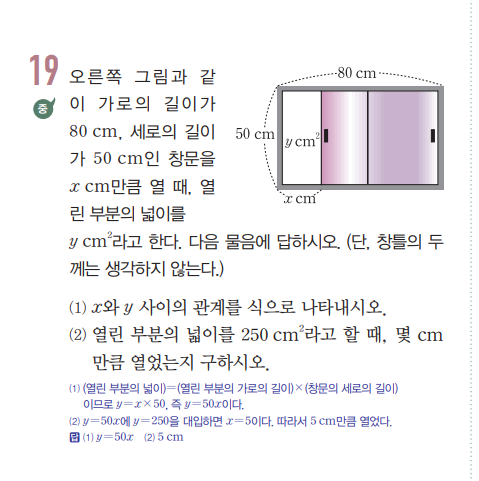 19
중
오른쪽 그림과 같
이 가로의 길이가
80 cm, 세로의 길이
가 50 cm인 창문을
x cm만큼 열 때, 열
린 부분의 넓이를
y cm²라고 한다. 다음 물음에 답하시오. (단, 창틀의 두
께는 생각하지 않는다.)
80 cm
50 cm
y cm²
x cm
(1) x와 y 사이의 관계를 식으로 나타내시오.
(2) 열린 부분의 넓이를 250 cm²라고 할 때, 몇 cm
만큼 열었는지 구하시오.
(1) (열린 부분의 넓이)=(열린 부분의 가로의 길이)×(창문의 세로의 길이)
이므로 y=x×50, 즉 y=50x이다.
(2) y=50x에 y=250을 대입하면 x=5이다. 따라서 5 cm만큼 열었다.
답 (1) y=50x (2) 5 cm